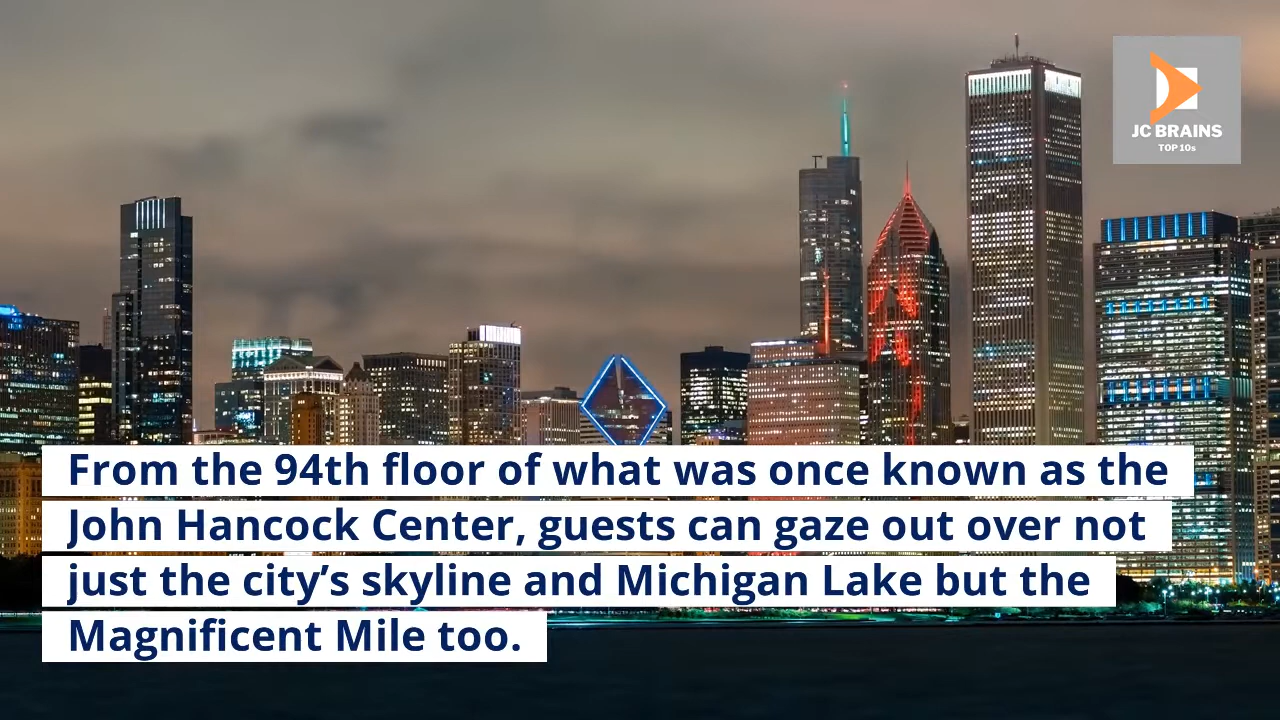 JC BRAINS
TOP 10s
From the 94th floor of what was once known as the
John Hancock Center, guests can gaze out over not
just the city’s skyline and Michigan Lake but the
Magnificent Mile too.